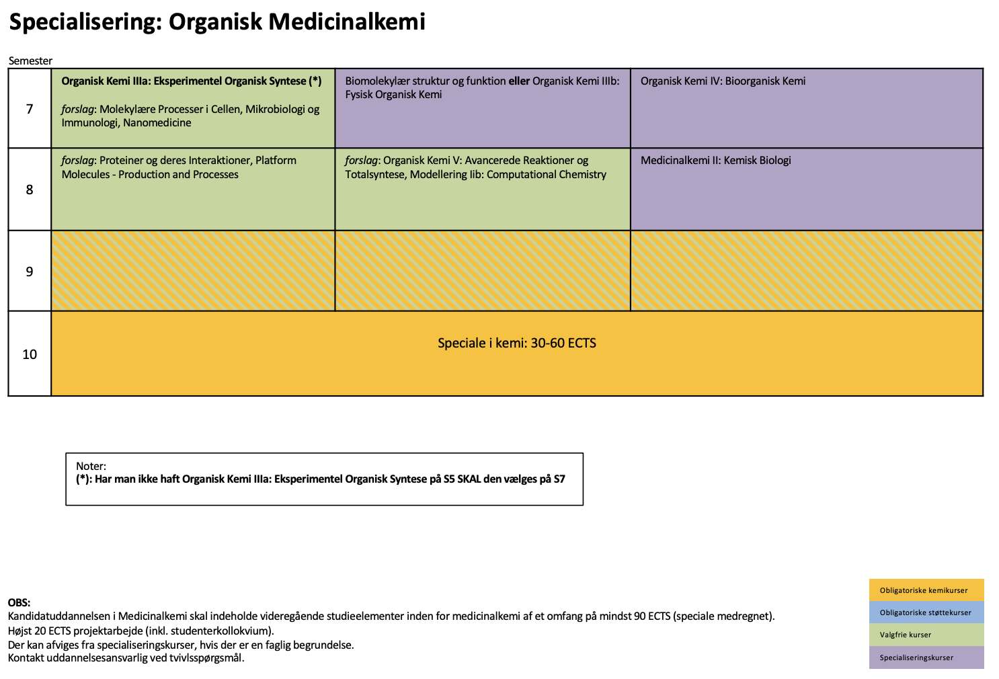 Specialisering: Organisk Medicinalkemi
Semester
7
Organisk Kemi IIIa: Eksperimentel Organisk Syntese (*)
forslag: Molekylære Processer i Cellen, Mikrobiologi og
Immunologi, Nanomedicine
Biomolekylær struktur og funktion eller Organisk Kemi IIIb:
Fysisk Organisk Kemi
Organisk Kemi IV: Bioorganisk Kemi
8
forslag: Proteiner og deres Interaktioner, Platform
Molecules - Production and Processes
forslag: Organisk Kemi V: Avancerede Reaktioner og
Totalsyntese, Modellering Iib: Computational Chemistry
Medicinalkemi II: Kemisk Biologi
9
10
Speciale i kemi: 30-60 ECTS
Noter:
(*): Har man ikke haft Organisk Kemi IIIa: Eksperimentel Organisk Syntese på S5 SKAL den vælges på S7
OBS:
Kandidatuddannelsen i Medicinalkemi skal indeholde videregående studieelementer inden for medicinalkemi af et omfang på mindst 90 ECTS (speciale medregnet).
Højst 20 ECTS projektarbejde (inkl. studenterkollokvium).
Der kan afviges fra specialiseringskurser, hvis der er en faglig begrundelse.
Kontakt uddannelsesansvarlig ved tvivlsspørgsmål.
Obligatoriske kemikurser
Obligatoriske støttekurser
Valgfrie kurser
Specialiseringskurser